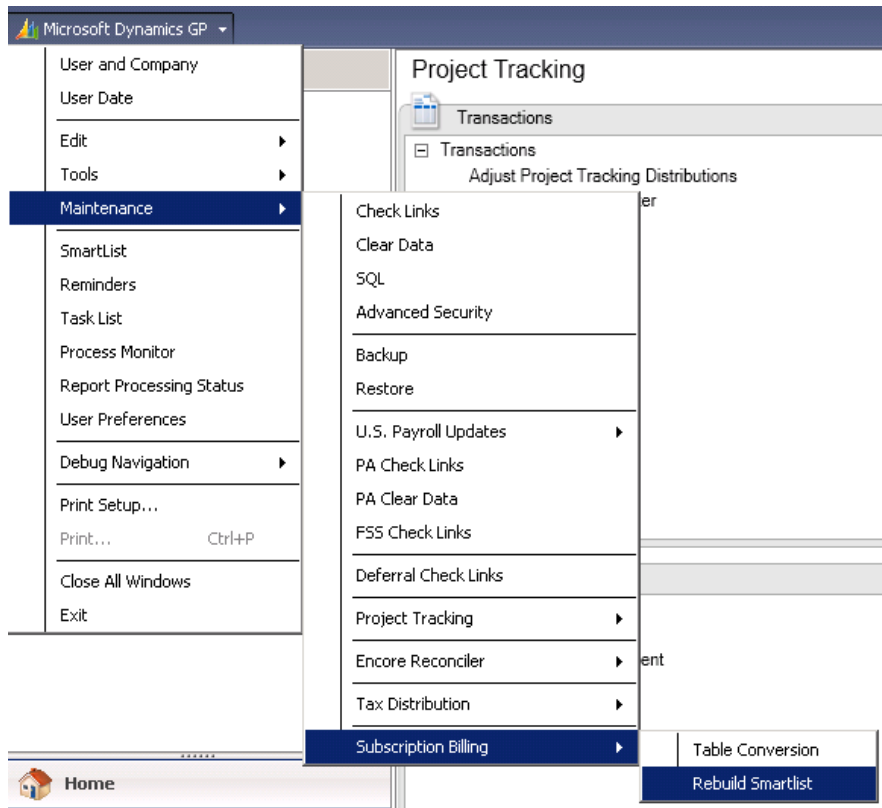 Microsoft Dynamics GP
User and Company
User Date
Edit
Tools
Maintenance
SmartList
Reminders
Task List
Process Monitor
Report Processing Status
User Preferences
Debug Navigation
Print Setup...
Print... Ctrl+P
Close All Windows
Exit
Home
Project Tracking
Transactions
Transactions
Adjust Project Tracking Distributions
er
Check Links
Clear Data
SQL
Advanced Security
Backup
Restore
U.S. Payroll Updates
PA Check Links
PA Clear Data
FSS Check Links
Deferral Check Links
Project Tracking
Encore Reconciler
ent
Tax Distribution
Subscription Billing
Table Conversion
Rebuild Smartlist